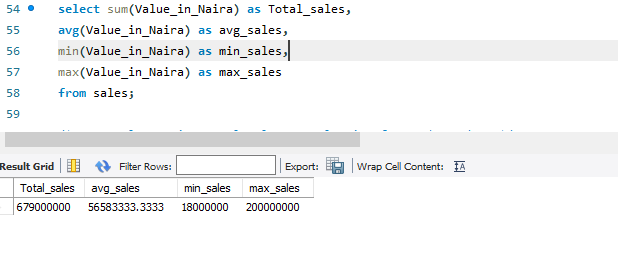 54 select sum(Value_in_Naira) as Total_sales,
55 avg(Value_in_Naira) as avg_sales,
56 min(Value_in_Naira) as min_sales,
57 max(Value_in_Naira) as max_sales
58 from sales;
59
Result Grid Filter Rows: Export: Wrap Cell Content:
Total_sales avg_sales min_sales max_sales
679000000 56583333.3333 18000000 200000000